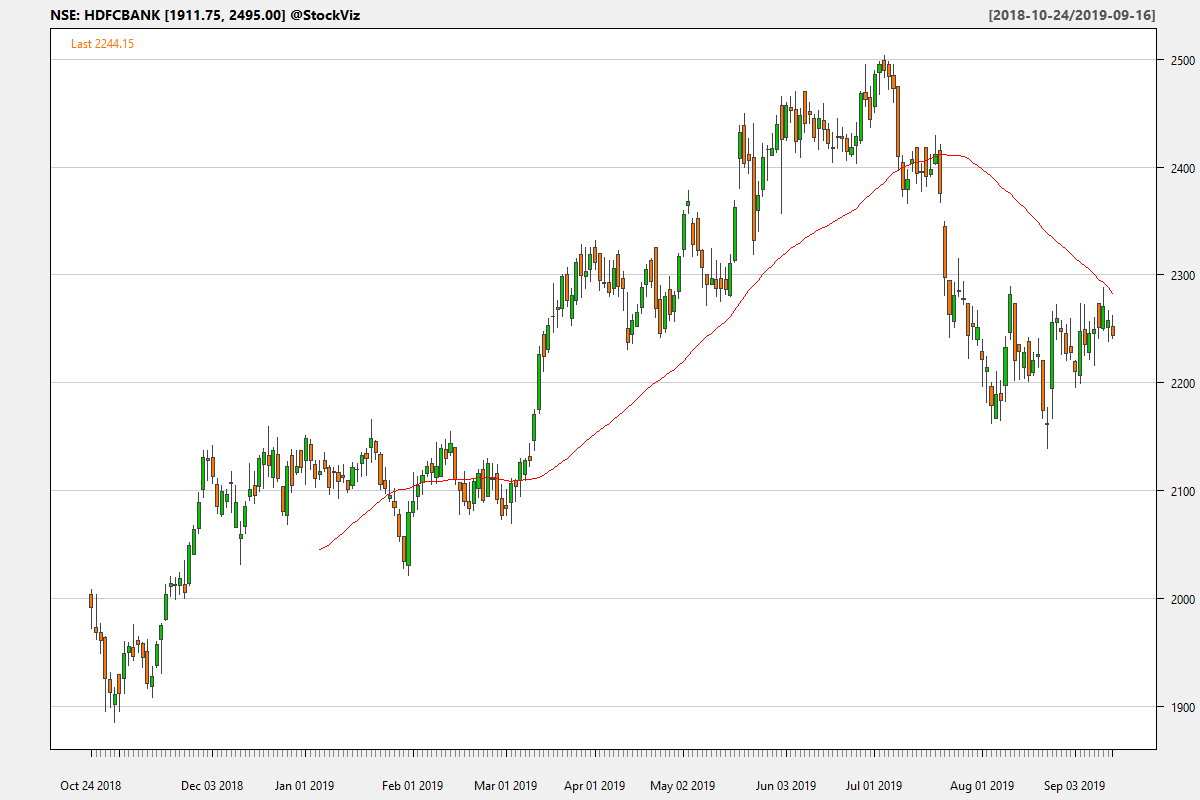 NSE: HDFCBANK [1911.75, 2495.00] @StockViz [2018-10-24/2019-09-16]
Last 2244.15
2500
2400
2300
2200
2100
2000
1900
Oct 24 2018 Dec 03 2018 Jan 01 2019 Feb 01 2019 Mar 01 2019 Apr 01 2019 May 02 2019 Jun 03 2019 Jul 01 2019 Aug 01 2019 Sep 03 2019